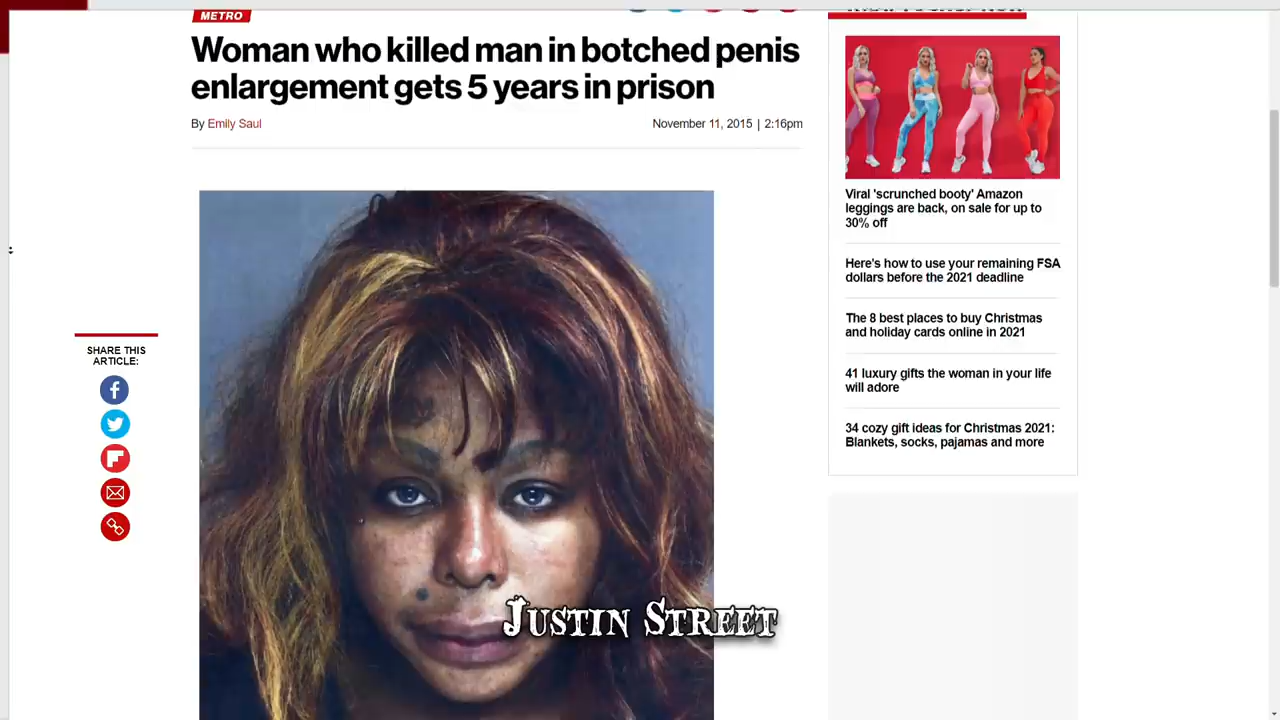 METRO
Woman who killed man in botched penis
enlargement gets 5 years in prison
By Emily Saul
November 11, 2015 | 2:16pm
SHARE THIS
ARTICLE:
JUSTIN STREET
Viral 'scrunched booty' Amazon
leggings are back, on sale for up to
30% off
Here's how to use your remaining FSA
dollars before the 2021 deadline
The 8 best places to buy Christmas
and holiday cards online in 2021
41 luxury gifts the woman in your life
will adore
34 cozy gift ideas for Christmas 2021:
Blankets, socks, pajamas and more